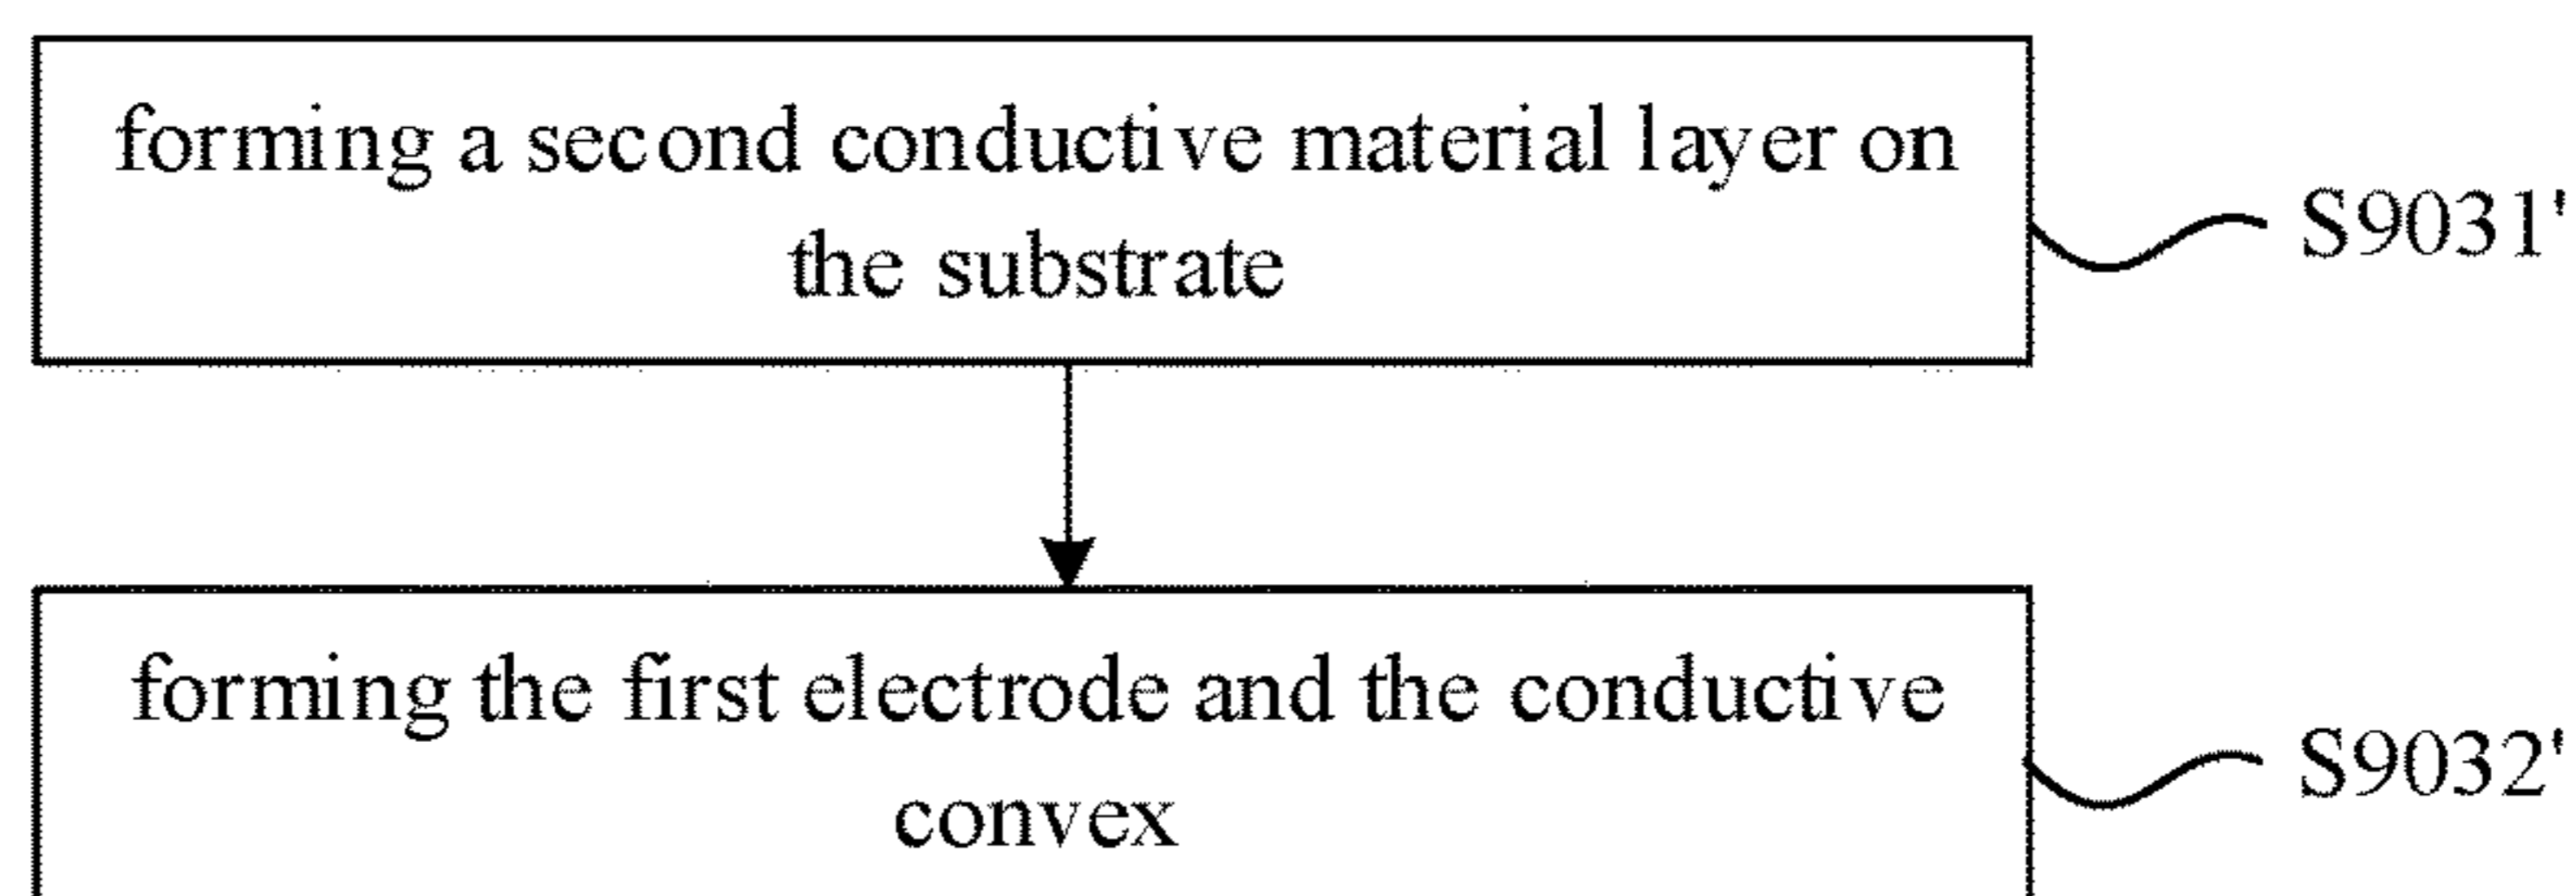 forming a second conductive material layer on
the substrate
S9031'
forming the first electrode and the conductive
convex
S9032'